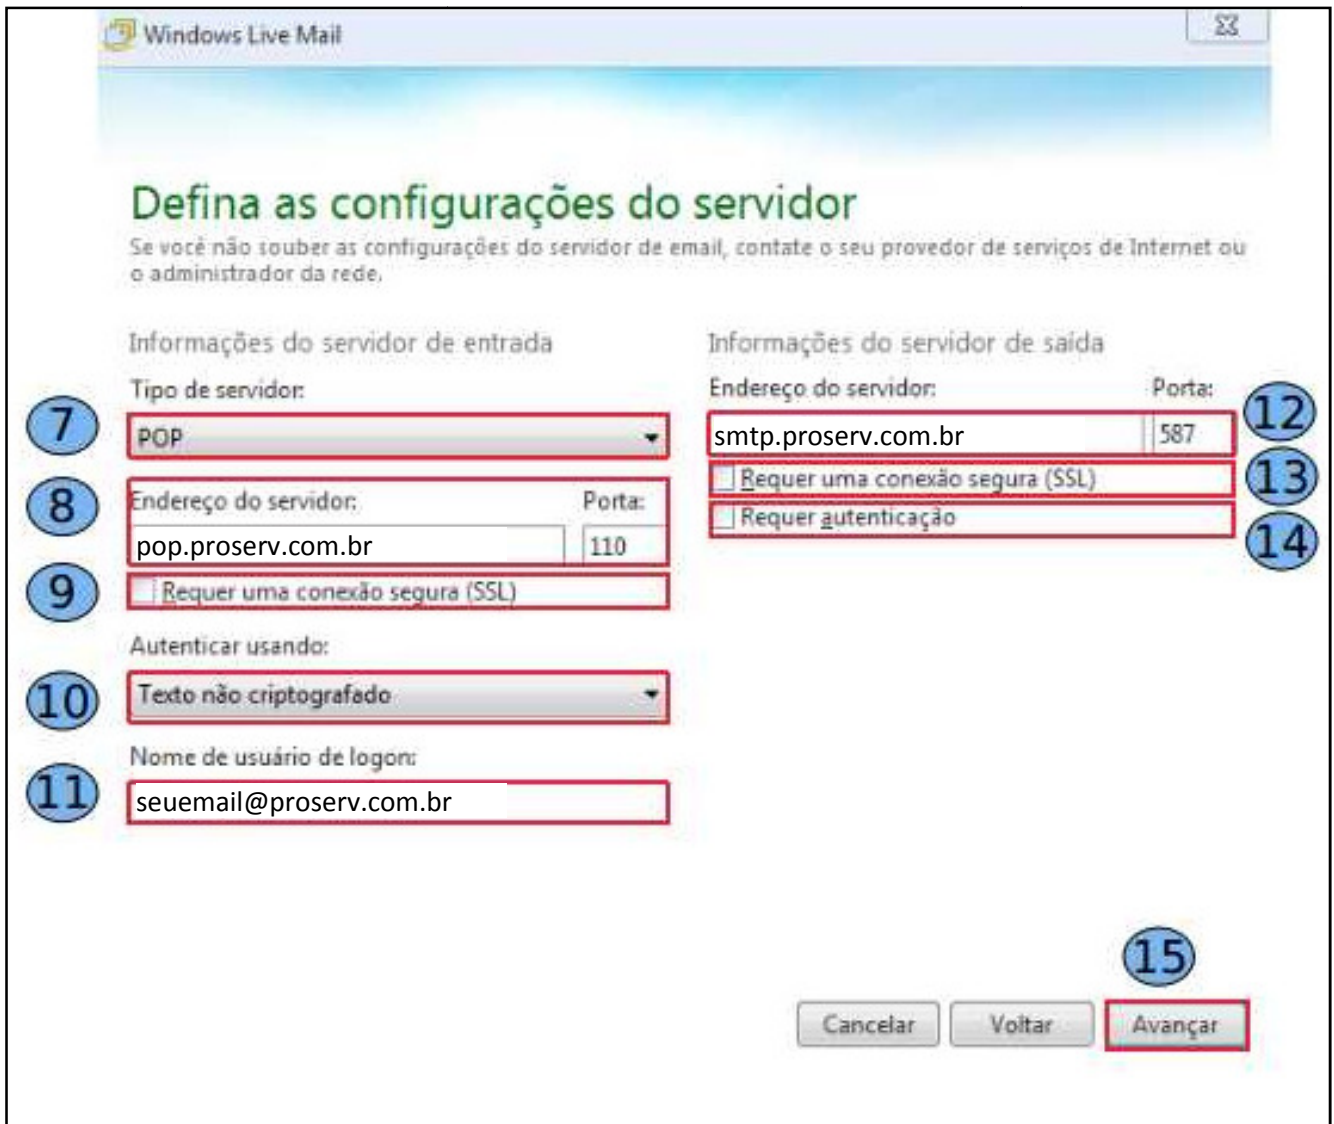 Windows Live Mail
Defina as configurações do servidor
Se você não souber as configurações do servidor de email, contate o seu provedor de serviços de Internet ou
o administrador da rede.
Informações do servidor de entrada
Tipo de servidor:
7
POP
8
Endereço do servidor:
Porta:
pop.proserv.com.br
110
9
Requer uma conexão segura (SSL)
Autenticar usando:
10
Texto não criptografado
Nome de usuário de logon:
11
seuemail@proserv.com.br
Informações do servidor de saída
Endereço do servidor:
Porta:
smtp.proserv.com.br
587
12
Requer uma conexão segura (SSL)
13
Requer autenticação
14
15
Cancelar
Voltar
Avançar